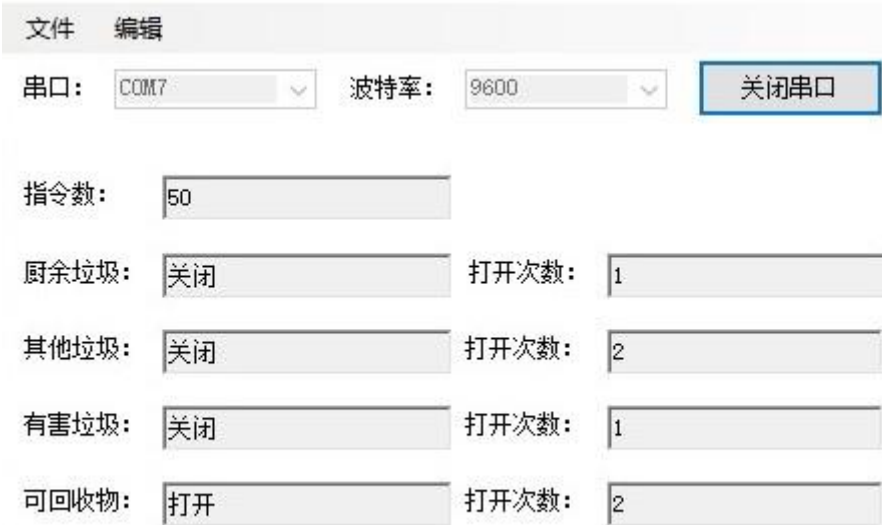 文件 编辑
串口: COM7 波特率: 9600 关闭串口
指令数: 50
厨余垃圾: 关闭 打开次数: 1
其他垃圾: 关闭 打开次数: 2
有害垃圾: 关闭 打开次数: 1
可回收物: 打开 打开次数: 2